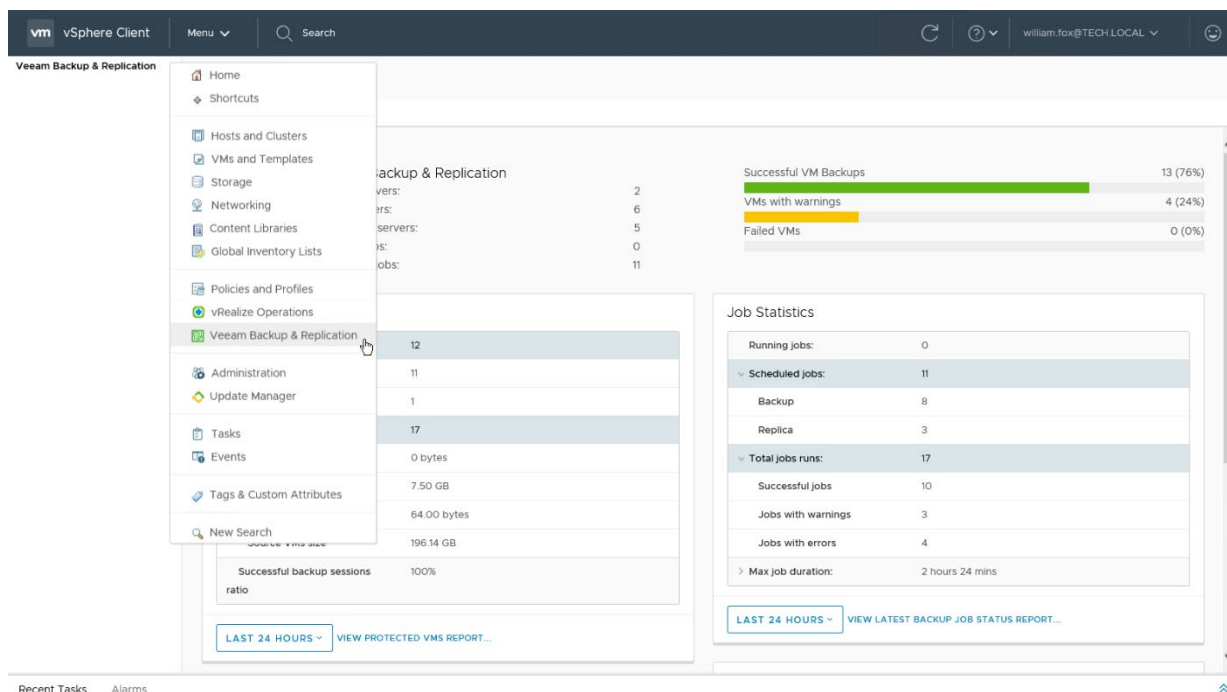 vm vSphere Client Menu Search william.fox@TECH.LOCAL
Veeam Backup & Replication
Home
Shortcuts
Hosts and Clusters
VMs and Templates
Storage
Networking
Content Libraries
Global Inventory Lists
Policies and Profiles
vRealize Operations
Veeam Backup & Replication
Administration
Update Manager
Tasks
Events
Tags & Custom Attributes
New Search
ackup & Replication
vers: 2
ers: 6
servers: 5
os: 0
obs: 11
Successful VM Backups 13 (76%)
VMs with warnings 4 (24%)
Failed VMs 0 (0%)
12
11
1
17
0 bytes
7.50 GB
64.00 bytes
Source VMs size 196.14 GB
Successful backup sessions 100%
ratio
LAST 24 HOURS VIEW PROTECTED VMS REPORT...
Job Statistics
Running jobs: 0
Scheduled jobs: 11
Backup 8
Replica 3
Total jobs runs: 17
Successful jobs 10
Jobs with warnings 3
Jobs with errors 4
Max job duration: 2 hours 24 mins
LAST 24 HOURS VIEW LATEST BACKUP JOB STATUS REPORT...
Recent Tasks Alarms